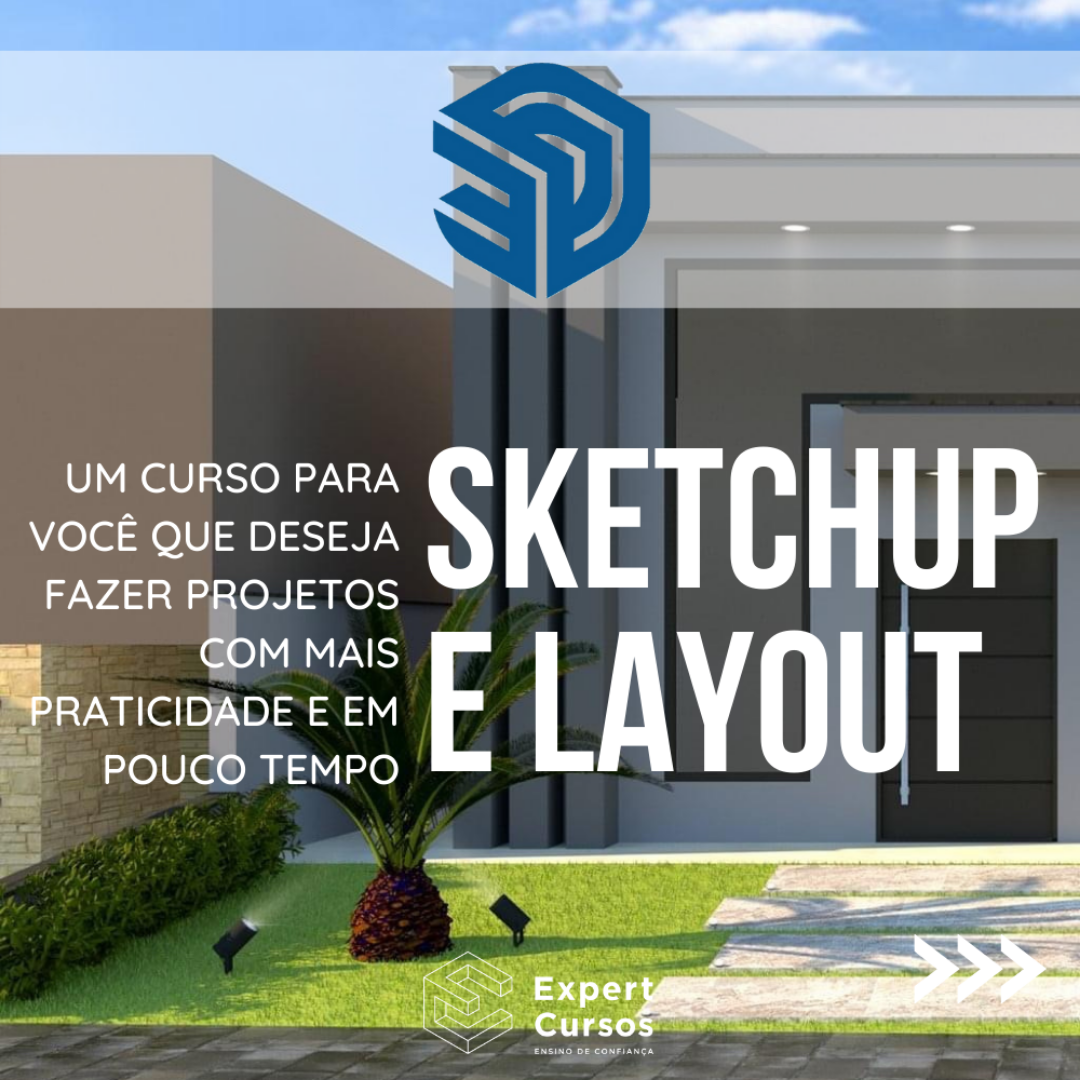 UM CURSO PARA
VOCÊ QUE DESEJA
FAZER PROJETOS
COM MAIS
PRATICIDADE E EM
POUCO TEMPO
SKETCHUP
E LAYOUT
Expert
Cursos
ENSINO DE CONFIANÇA